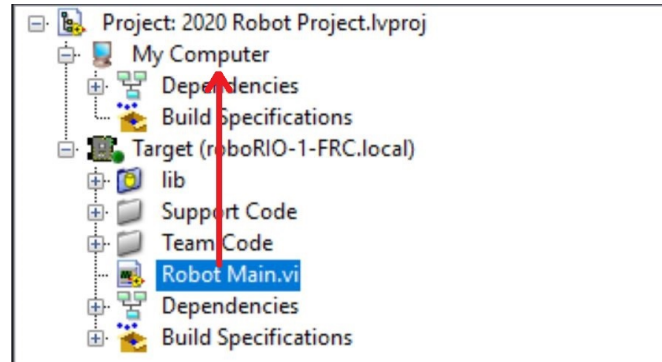 Project: 2020 Robot Project.lvproj
My Computer
Dependencies
Build Specifications
Target (roboRIO-1-FRC.local)
lib
Support Code
Team Code
Robot Main.vi
Dependencies
Build Specifications